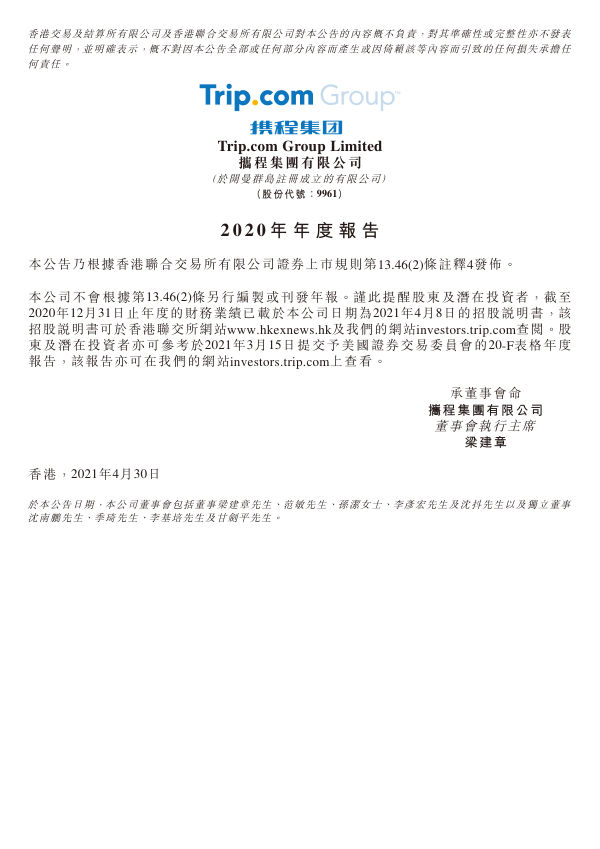 香港交易及結算所有限公司及香港聯合交易所有限公司對本公告的內容概不負責，對其準確性或完整性亦不發表
任何聲明，並明確表示，概不對因本公告全部或任何部分內容而產生或因倚賴該等內容而引致的任何損失承擔任
何責任。
Trip.com Group™
携程集团
Trip.com Group Limited
攜程集團有限公司
（於開曼群島註冊成立的有限公司）
（股份代號：9961）
2020年年度報告
本公告乃根據香港聯合交易所有限公司證券上市規則第13.46(2)條註釋4發佈。
本公司不會根據第13.46(2)條另行編製或刊發年報。謹此提醒股東及潛在投資者，截至
2020年12月31日止年度的財務業績已載於本公司日期為2021年4月8日的招股説明書，該
招股説明書可於香港聯交所網站www.hkexnews.hk及我們的網站investors.trip.com查閱。股
東及潛在投資者亦可參考於2021年3月15日提交予美國證券交易委員會的20-F表格年度
報告，該報告亦可在我們的網站investors.trip.com上查看。
承董事會命
攜程集團有限公司
董事會執行主席
梁建章
香港，2021年4月30日
於本公告日期，本公司董事會包括董事梁建章先生、范敏先生、孫潔女士、李彥宏先生及沈抖先生以及獨立董事
沈南鵬先生、季琦先生、李基培先生及甘劍平先生。